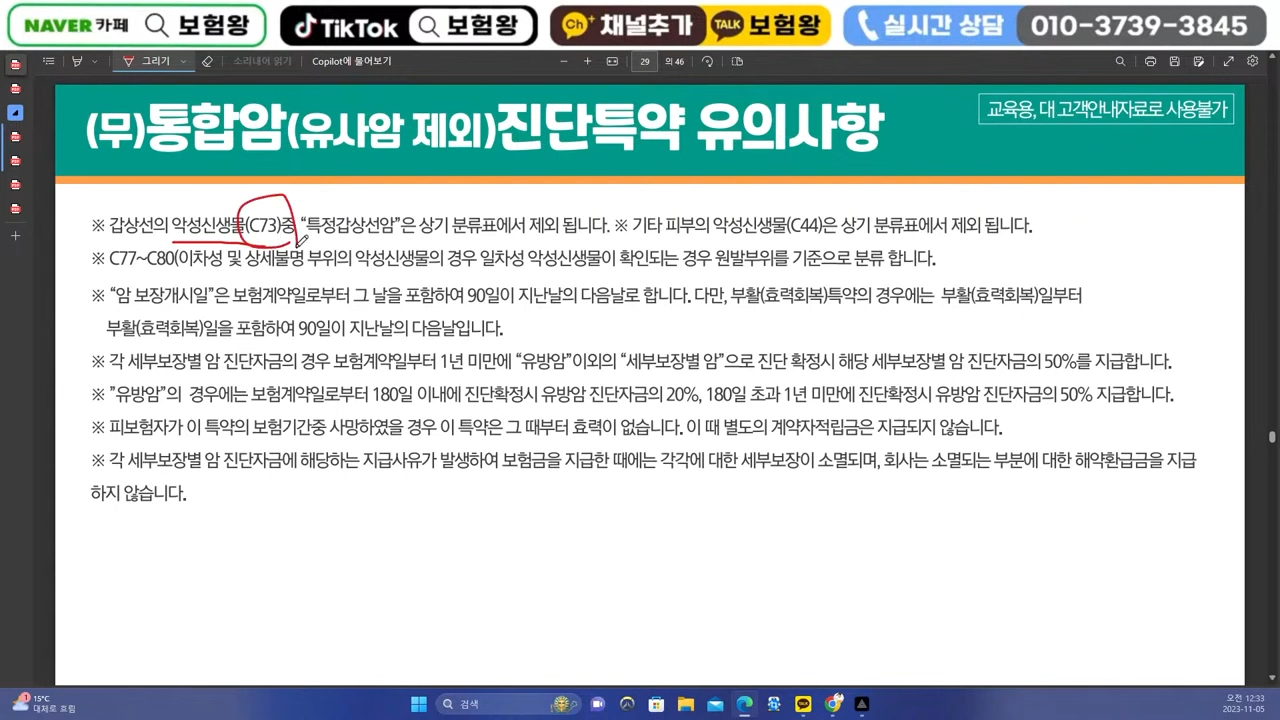 NAVER 카페 보험왕 TikTok 보험왕 Ch+ 채널추가 TALK 보험왕 실시간 상담 010-3739-3845
그리기 소리내어 읽기 Copilot에 물어보기 29 의 46
교육용, 대 고객안내자료로 사용불가
(무)통합암(유사암 제외)진단특약 유의사항
※ 갑상선의 악성신생물(C73)중 “특정갑상선암”은 상기 분류표에서 제외 됩니다. ※ 기타 피부의 악성신생물(C44)은 상기 분류표에서 제외 됩니다.
※ C77~C80(이차성 및 상세불명 부위의 악성신생물의 경우 일차성 악성신생물이 확인되는 경우 원발부위를 기준으로 분류 합니다.
※ “암 보장개시일”은 보험계약일로부터 그 날을 포함하여 90일이 지난날의 다음날로 합니다. 다만, 부활(효력회복)특약의 경우에는 부활(효력회복)일부터
부활(효력회복)일을 포함하여 90일이 지난날의 다음날입니다.
※ 각 세부보장별 암 진단자금의 경우 보험계약일부터 1년 미만에 “유방암”이외의 “세부보장별 암”으로 진단 확정시 해당 세부보장별 암 진단자금의 50%를 지급합니다.
※ ”유방암“의 경우에는 보험계약일로부터 180일 이내에 진단확정시 유방암 진단자금의 20%, 180일 초과 1년 미만에 진단확정시 유방암 진단자금의 50% 지급합니다.
※ 피보험자가 이 특약의 보험기간중 사망하였을 경우 이 특약은 그 때부터 효력이 없습니다. 이 때 별도의 계약자적립금은 지급되지 않습니다.
※ 각 세부보장별 암 진단자금에 해당하는 지급사유가 발생하여 보험금을 지급한 때에는 각각에 대한 세부보장이 소멸되며, 회사는 소멸되는 부분에 대한 해약환급금을 지급
하지 않습니다.
1 15°C 검색 오전 12:33
대체로 흐림 2023-11-05